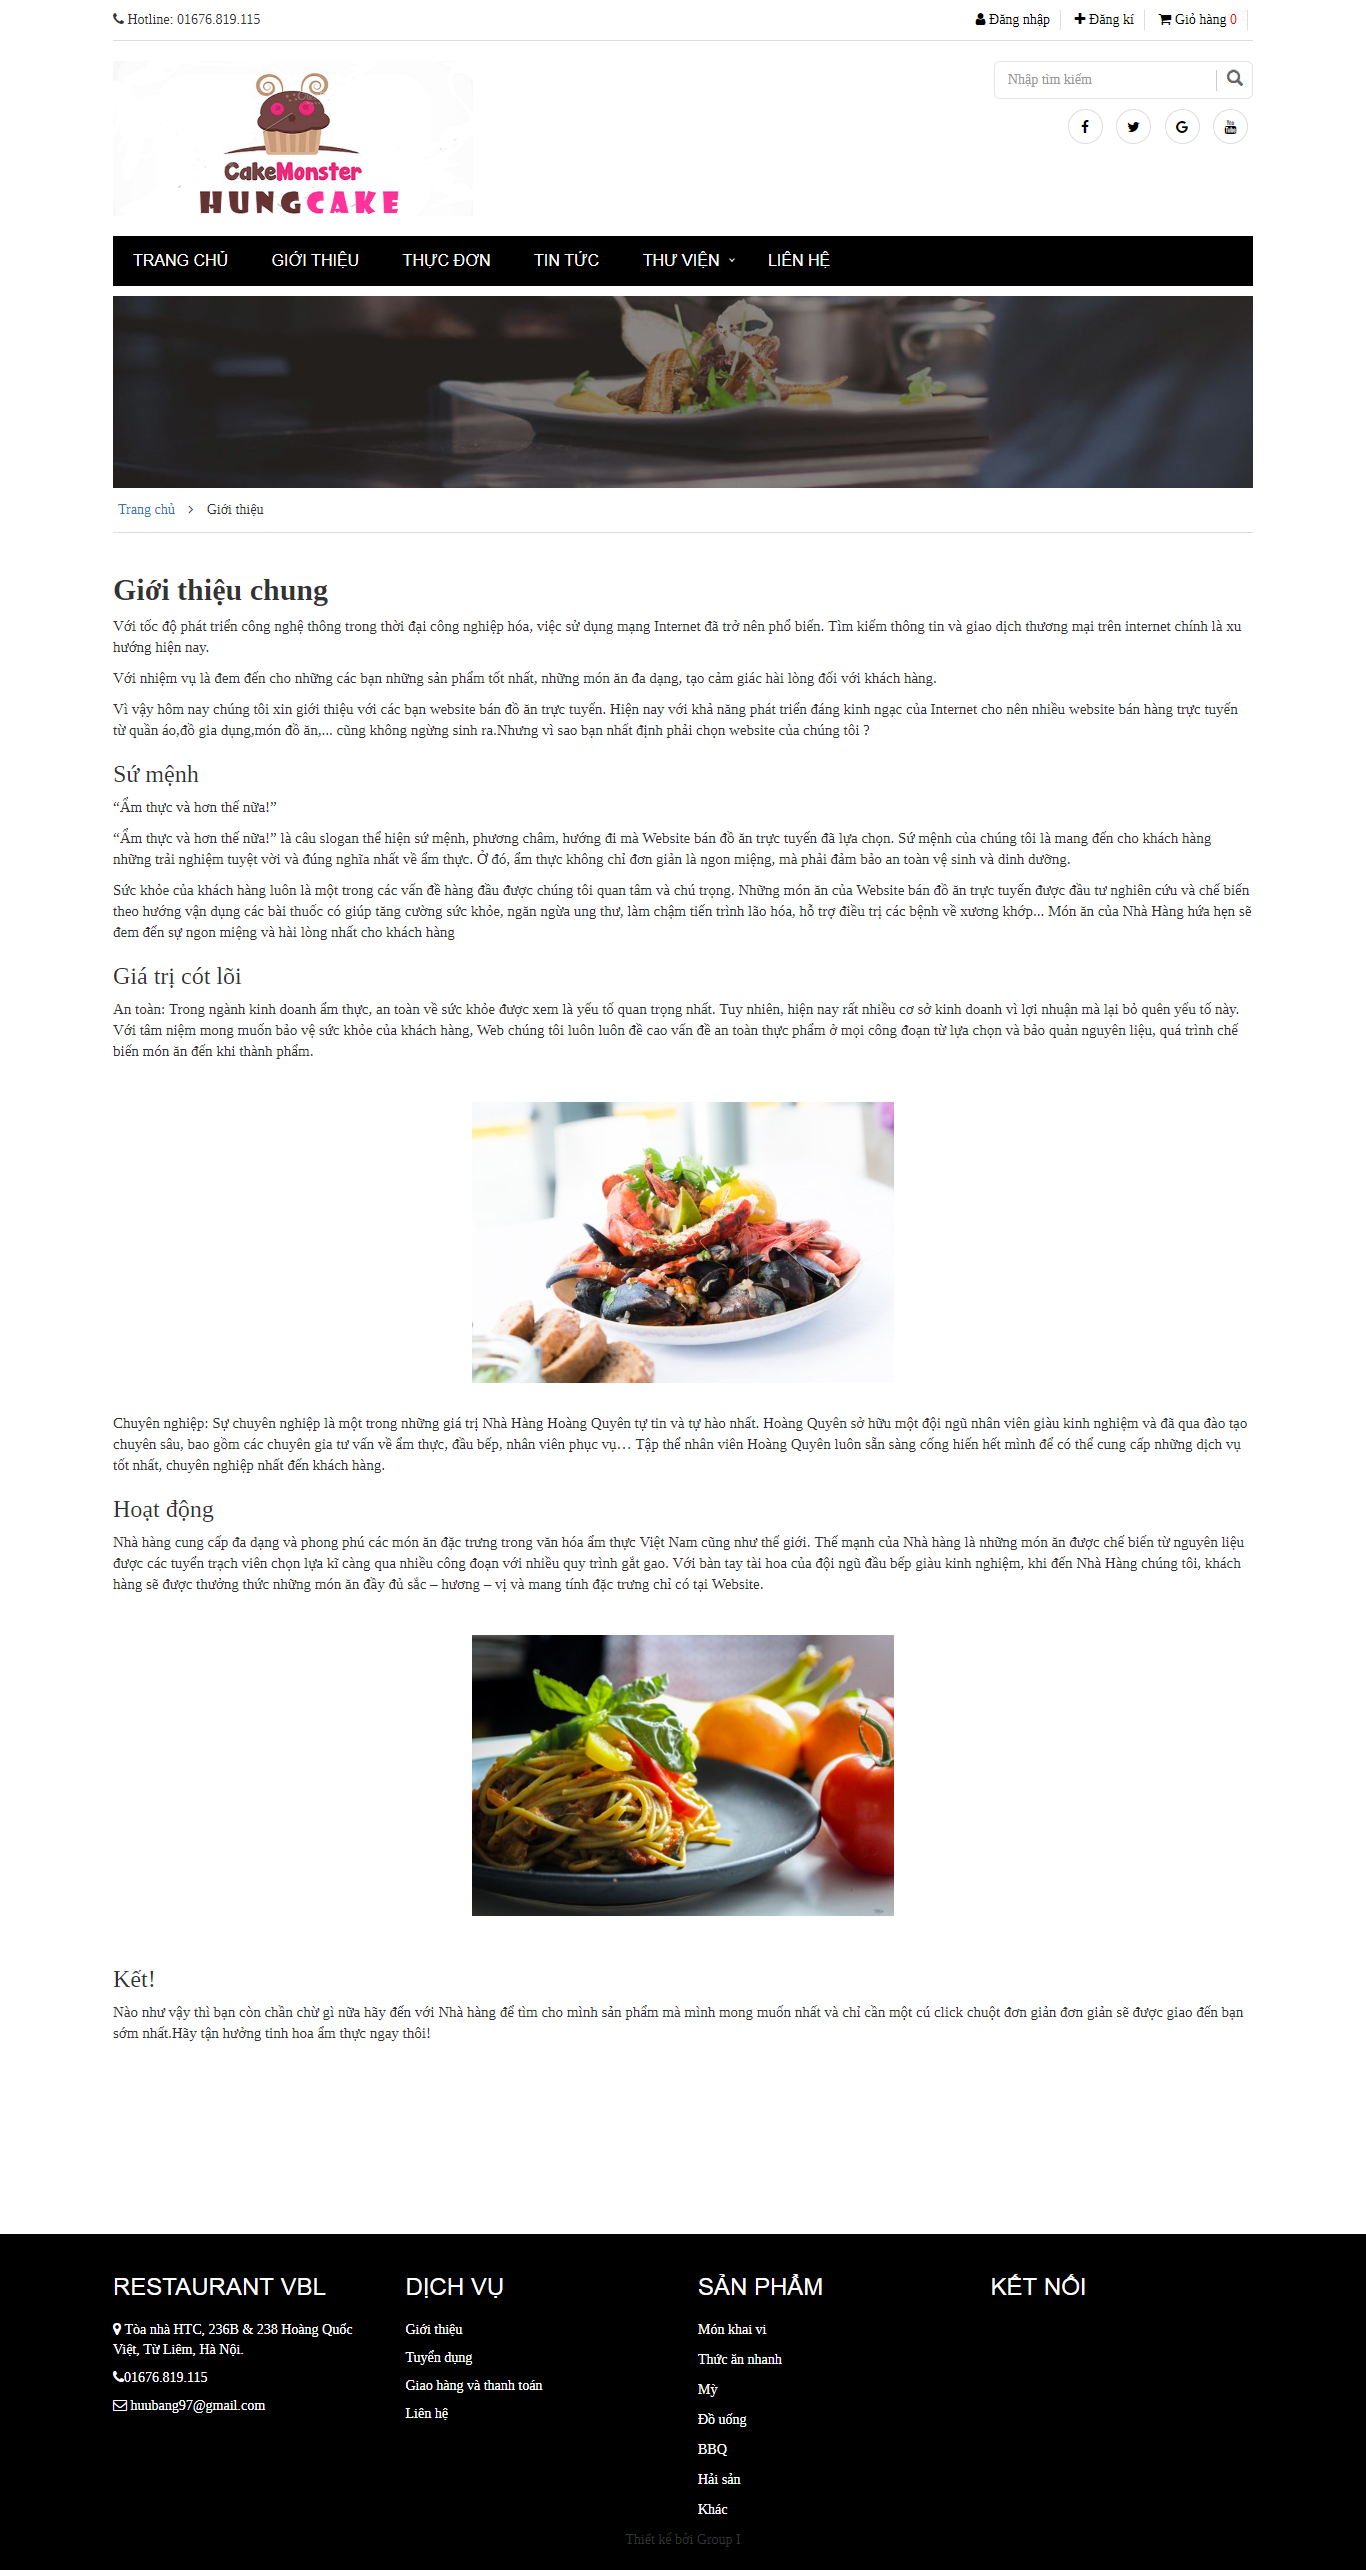 Hotline: 01676.819.115
Đăng nhập
Đăng kí
Giỏ hàng 0
Nhập tìm kiếm
CakeMonster
HUNGCAKE
TRANG CHỦ
GIỚI THIỆU
THỰC ĐƠN
TIN TỨC
THƯ VIỆN
LIÊN HỆ
Trang chủ
Giới thiệu
Giới thiệu chung
Với tốc độ phát triển công nghệ thông trong thời đại công nghiệp hóa, việc sử dụng mạng Internet đã trở nên phổ biến. Tìm kiếm thông tin và giao dịch thương mại trên internet chính là xu
hướng hiện nay.
Với nhiệm vụ là đem đến cho những các bạn những sản phẩm tốt nhất, những món ăn đa dạng, tạo cảm giác hài lòng đối với khách hàng.
Vì vậy hôm nay chúng tôi xin giới thiệu với các bạn website bán đồ ăn trực tuyến. Hiện nay với khả năng phát triển đáng kinh ngạc của Internet cho nên nhiều website bán hàng trực tuyến
từ quần áo,đồ gia dụng,món đồ ăn,... cũng không ngừng sinh ra.Nhưng vì sao bạn nhất định phải chọn website của chúng tôi ?
Sứ mệnh
“Ẩm thực và hơn thế nữa!”
“Ẩm thực và hơn thế nữa!” là câu slogan thể hiện sứ mệnh, phương châm, hướng đi mà Website bán đồ ăn trực tuyến đã lựa chọn. Sứ mệnh của chúng tôi là mang đến cho khách hàng
những trải nghiệm tuyệt vời và đúng nghĩa nhất về ẩm thực. Ở đó, ẩm thực không chỉ đơn giản là ngon miệng, mà phải đảm bảo an toàn vệ sinh và dinh dưỡng.
Sức khỏe của khách hàng luôn là một trong các vấn đề hàng đầu được chúng tôi quan tâm và chú trọng. Những món ăn của Website bán đồ ăn trực tuyến được đầu tư nghiên cứu và chế biến
theo hướng vận dụng các bài thuốc có giúp tăng cường sức khỏe, ngăn ngừa ung thư, làm chậm tiến trình lão hóa, hỗ trợ điều trị các bệnh về xương khớp... Món ăn của Nhà Hàng hứa hẹn sẽ
đem đến sự ngon miệng và hài lòng nhất cho khách hàng
Giá trị cót lõi
An toàn: Trong ngành kinh doanh ẩm thực, an toàn về sức khỏe được xem là yếu tố quan trọng nhất. Tuy nhiên, hiện nay rất nhiều cơ sở kinh doanh vì lợi nhuận mà lại bỏ quên yếu tố này.
Với tâm niệm mong muốn bảo vệ sức khỏe của khách hàng, Web chúng tôi luôn luôn đề cao vấn đề an toàn thực phẩm ở mọi công đoạn từ lựa chọn và bảo quản nguyên liệu, quá trình chế
biến món ăn đến khi thành phẩm.
Chuyên nghiệp: Sự chuyên nghiệp là một trong những giá trị Nhà Hàng Hoàng Quyên tự tin và tự hào nhất. Hoàng Quyên sở hữu một đội ngũ nhân viên giàu kinh nghiệm và đã qua đào tạo
chuyên sâu, bao gồm các chuyên gia tư vấn về ẩm thực, đầu bếp, nhân viên phục vụ… Tập thể nhân viên Hoàng Quyên luôn sẵn sàng cống hiến hết mình để có thể cung cấp những dịch vụ
tốt nhất, chuyên nghiệp nhất đến khách hàng.
Hoạt động
Nhà hàng cung cấp đa dạng và phong phú các món ăn đặc trưng trong văn hóa ẩm thực Việt Nam cũng như thế giới. Thế mạnh của Nhà hàng là những món ăn được chế biến từ nguyên liệu
được các tuyển trạch viên chọn lựa kĩ càng qua nhiều công đoạn với nhiều quy trình gắt gao. Với bàn tay tài hoa của đội ngũ đầu bếp giàu kinh nghiệm, khi đến Nhà Hàng chúng tôi, khách
hàng sẽ được thưởng thức những món ăn đầy đủ sắc – hương – vị và mang tính đặc trưng chỉ có tại Website.
Kết!
Nào như vậy thì bạn còn chần chừ gì nữa hãy đến với Nhà hàng để tìm cho mình sản phẩm mà mình mong muốn nhất và chỉ cần một cú click chuột đơn giản đơn giản sẽ được giao đến bạn
sớm nhất.Hãy tận hưởng tinh hoa ẩm thực ngay thôi!
RESTAURANT VBL
Tòa nhà HTC, 236B & 238 Hoàng Quốc
Việt, Từ Liêm, Hà Nội.
01676.819.115
huubang97@gmail.com
DỊCH VỤ
Giới thiệu
Tuyển dụng
Giao hàng và thanh toán
Liên hệ
SẢN PHẨM
Món khai vi
Thức ăn nhanh
Mỳ
Đồ uống
BBQ
Hải sản
Khác
KẾT NỐI
Thiết kế bởi Group I